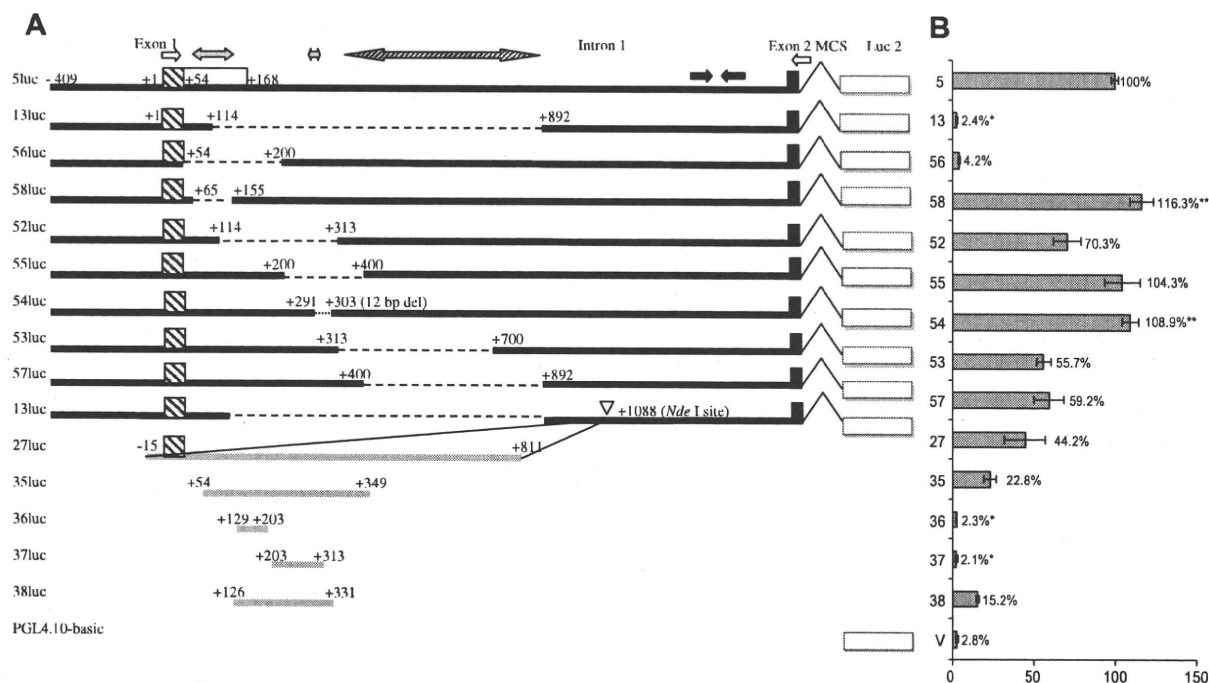 A
B
Exon 1
Intron 1
Exon 2 MCS
Luc 2
5luc
- 409
+1
+54
+168
13luc
+1
+114
+892
56luc
+54
+200
58luc
+65
+155
52luc
+114
+313
55luc
+200
+400
54luc
+291
+303 (12 bp del)
53luc
+313
+700
57luc
+400
+892
13luc
+1088 (Nde I site)
27luc
-15
+811
35luc
+54
+349
36luc
+129 +203
37luc
+203
+313
38luc
+126
+331
PGL4.10-basic
5
100%
13
2.4%*
56
4.2%
58
116.3%**
52
70.3%
55
104.3%
54
108.9%**
53
55.7%
57
59.2%
27
44.2%
35
22.8%
36
2.3%*
37
2.1%*
38
15.2%
V
2.8%
0
50
100
150